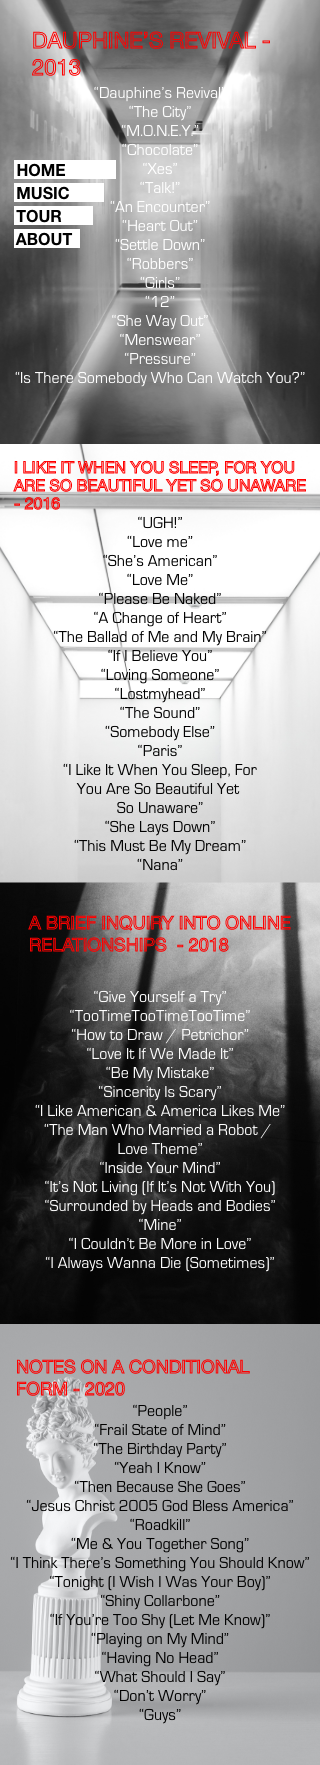 DAUPHINE'S REVIVAL -
2013
“Dauphine’s Revival”
“The City”
“M.O.N.E.Y.”
“Chocolate”
HOME
“Xes”
MUSIC
“Talk!”
“An Encounter”
TOUR
“Heart Out”
ABOUT
“Settle Down”
“Robbers”
“Girls”
“12”
“She Way Out”
“Menswear”
“Pressure”
“Is There Somebody Who Can Watch You?”
I LIKE IT WHEN YOU SLEEP, FOR YOU
ARE SO BEAUTIFUL YET SO UNAWARE
- 2016
“UGH!”
“Love me”
“She’s American”
“Love Me”
“Please Be Naked”
“A Change of Heart”
“The Ballad of Me and My Brain”
“If I Believe You”
“Loving Someone”
“Lostmyhead”
“The Sound”
“Somebody Else”
“Paris”
“I Like It When You Sleep, For
You Are So Beautiful Yet
So Unaware”
“She Lays Down”
“This Must Be My Dream”
“Nana”
A BRIEF INQUIRY INTO ONLINE
RELATIONSHIPS - 2018
“Give Yourself a Try”
“TooTimeTooTimeTooTime”
“How to Draw / Petrichor”
“Love It If We Made It”
“Be My Mistake”
“Sincerity Is Scary”
“I Like American & America Likes Me”
“The Man Who Married a Robot /
Love Theme”
“Inside Your Mind”
“It’s Not Living (If It’s Not With You)
“Surrounded by Heads and Bodies”
“Mine”
“I Couldn’t Be More in Love”
“I Always Wanna Die (Sometimes)”
NOTES ON A CONDITIONAL
FORM - 2020
“People”
“Frail State of Mind”
“The Birthday Party”
“Yeah I Know”
“Then Because She Goes”
“Jesus Christ 2005 God Bless America”
“Roadkill”
“Me & You Together Song”
“I Think There’s Something You Should Know”
“Tonight (I Wish I Was Your Boy)”
“Shiny Collarbone”
“If You’re Too Shy (Let Me Know)”
“Playing on My Mind”
“Having No Head”
“What Should I Say”
“Don’t Worry”
“Guys”